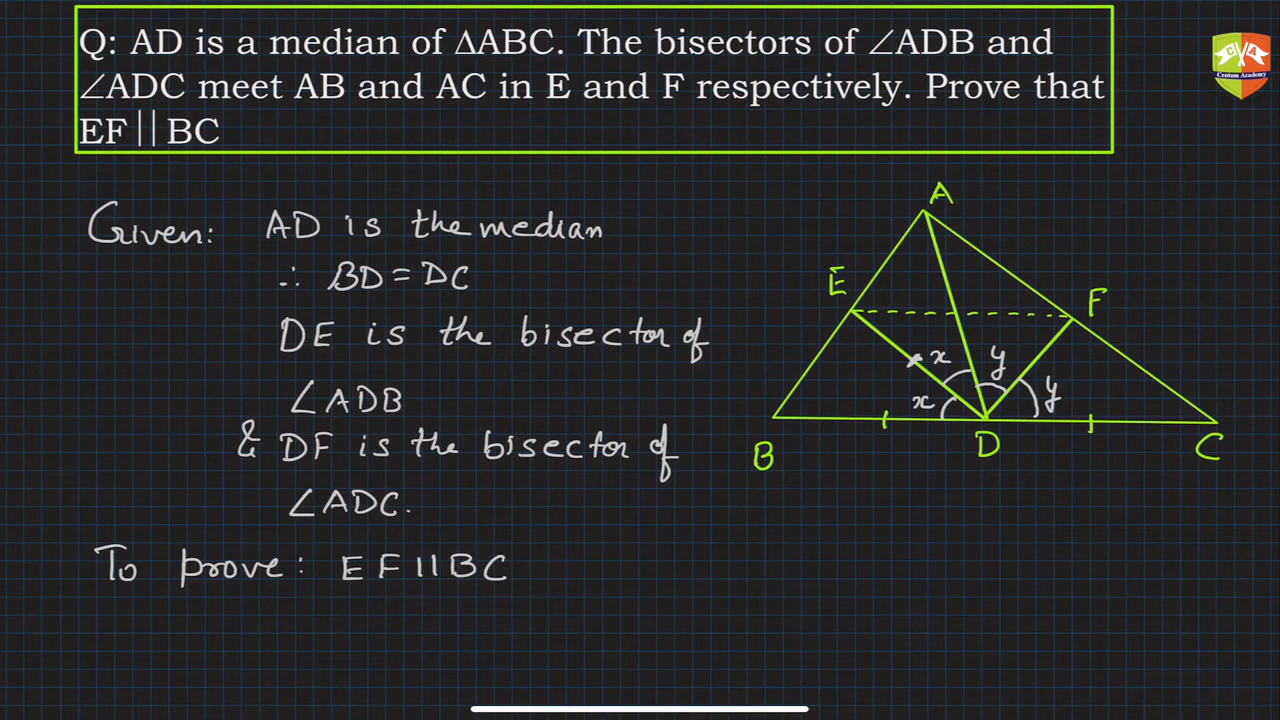 Q: AD is a median of ΔABC. The bisectors of ∠ADB and
∠ADC meet AB and AC in E and F respectively. Prove that
EF||BC
C A
Centum Academy
Given: AD is the median
∴ BD = DC
DE is the bisector of
∠ADB
& DF is the bisector of
∠ADC.
To prove: EF || BC
A
E
F
x
y
x
y
B
D
C